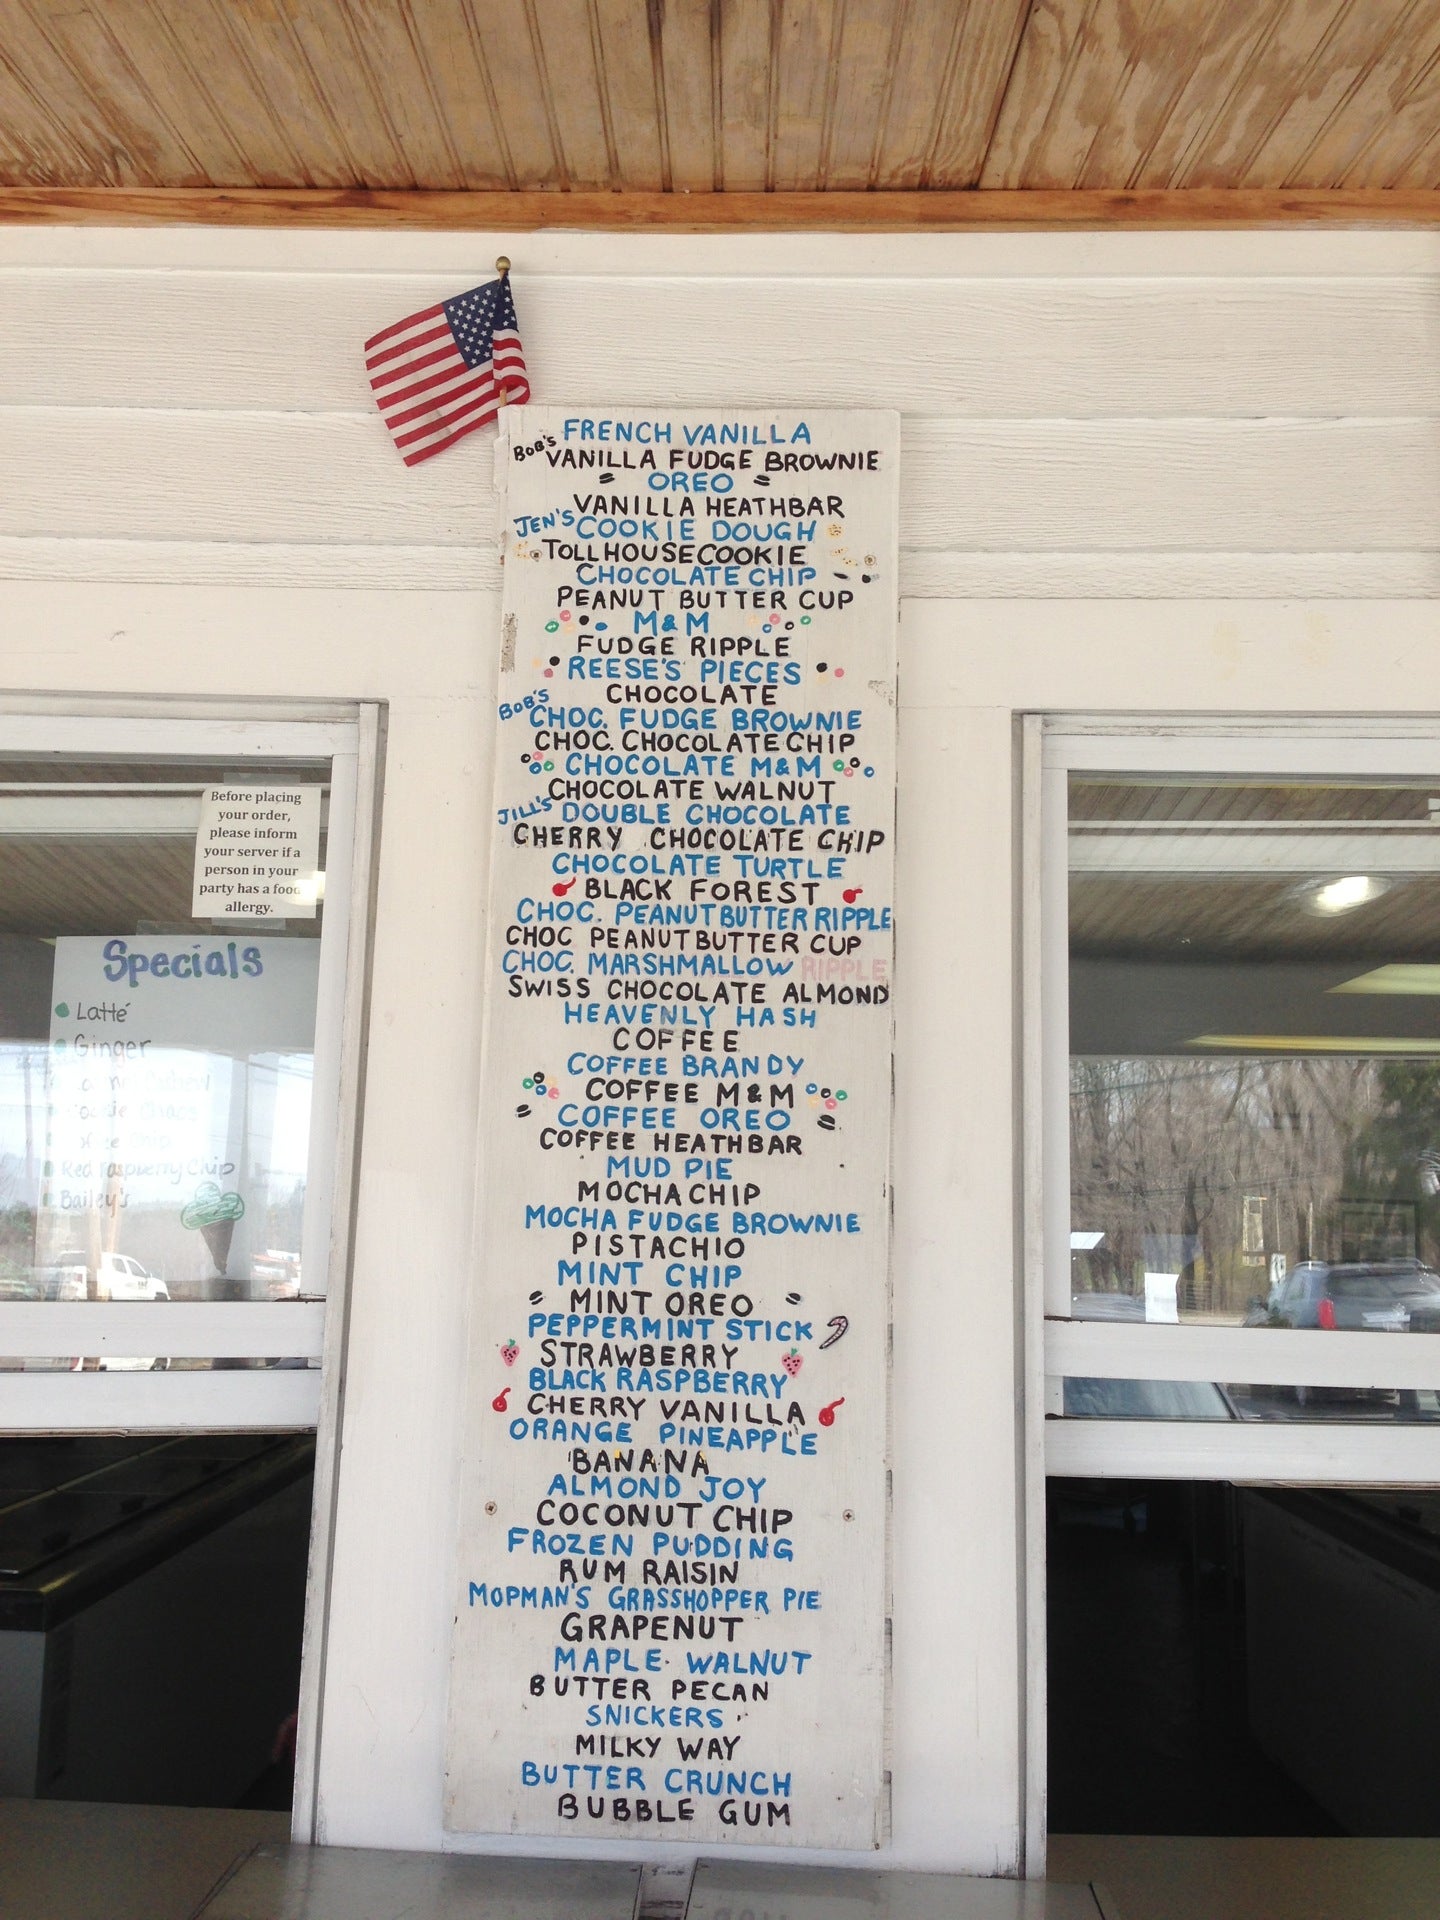 FRENCH VANILLA
BOB'S VANILLA FUDGE BROWNIE
OREO
VANILLA HEATHBAR
JEN'S COOKIE DOUGH
TOLLHOUSE COOKIE
CHOCOLATE CHIP
PEANUT BUTTER CUP
M&M
FUDGE RIPPLE
REESE'S PIECES
CHOCOLATE
BOB'S CHOC. FUDGE BROWNIE
CHOC. CHOCOLATE CHIP
CHOCOLATE M&M
CHOCOLATE WALNUT
JILL'S DOUBLE CHOCOLATE
CHERRY CHOCOLATE CHIP
CHOCOLATE TURTLE
BLACK FOREST
CHOC. PEANUT BUTTER RIPPLE
CHOC PEANUT BUTTER CUP
CHOC. MARSHMALLOW RIPPLE
SWISS CHOCOLATE ALMOND
HEAVENLY HASH
COFFEE
COFFEE BRANDY
COFFEE M&M
COFFEE OREO
COFFEE HEATHBAR
MUD PIE
MOCHA CHIP
MOCHA FUDGE BROWNIE
PISTACHIO
MINT CHIP
MINT OREO
PEPPERMINT STICK
STRAWBERRY
BLACK RASPBERRY
CHERRY VANILLA
ORANGE PINEAPPLE
BANANA
ALMOND JOY
COCONUT CHIP
FROZEN PUDDING
RUM RAISIN
MOPMAN'S GRASSHOPPER PIE
GRAPENUT
MAPLE WALNUT
BUTTER PECAN
SNICKERS
MILKY WAY
BUTTER CRUNCH
BUBBLE GUM
Before placing
your order,
please inform
your server if a
person in your
party has a food
allergy.
Specials
Latté
Ginger
Cashew
Cookie Chaos
Chip
Red raspberry Chip
Bailey's